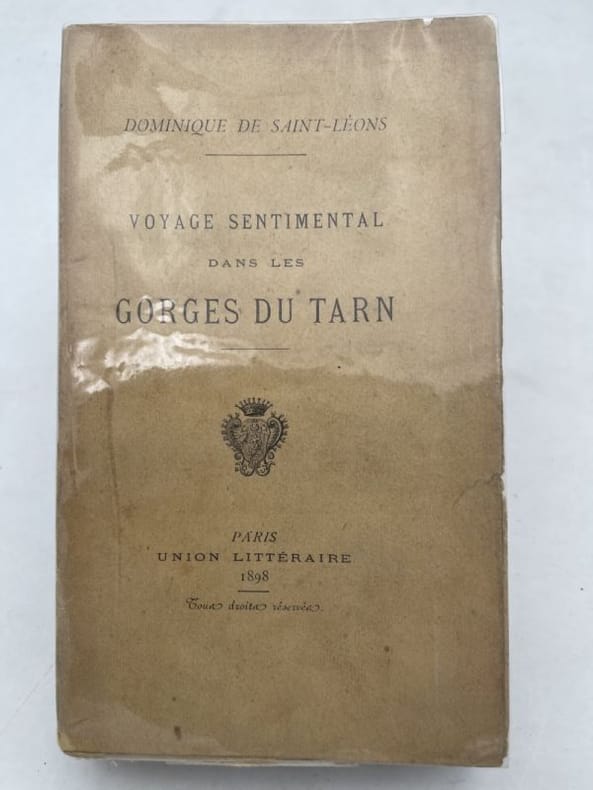 DOMINIQUE DE SAINT-LÉONS
VOYAGE SENTIMENTAL
DANS LES
GORGES DU TARN
PARIS
UNION LITTÉRAIRE
1898
Tous droits réservés.